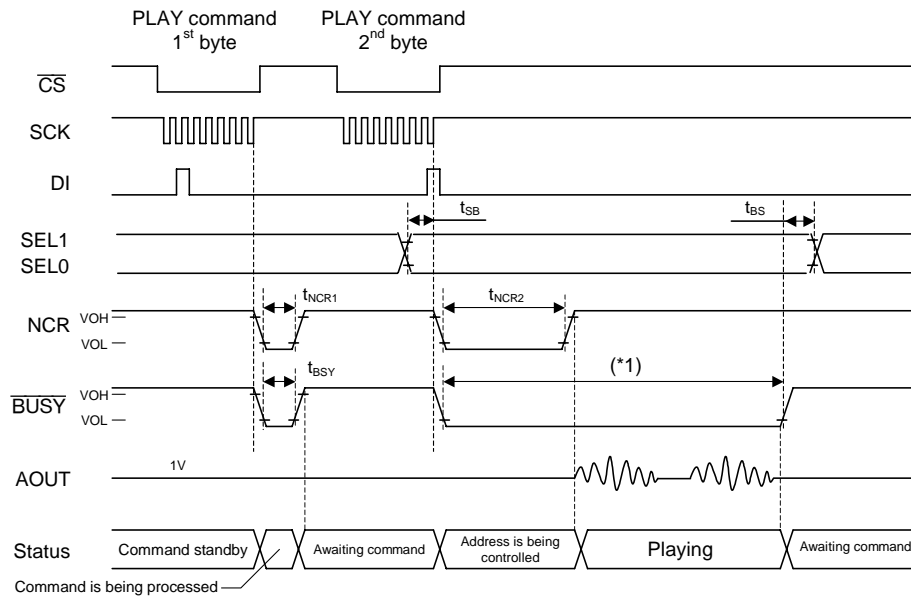 PLAY command
1st byte
PLAY command
2nd byte
CS
SCK
DI
tSB
tBS
SEL1
SEL0
tNCR1
tNCR2
NCR
VOH
VOL
tBSY
(*1)
BUSY
VOH
VOL
1V
AOUT
Status
Command standby
Awaiting command
Address is being
controlled
Playing
Awaiting command
Command is being processed